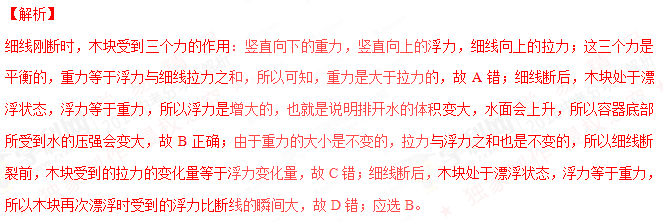 【解析】
细线刚断时，木块受到三个力的作用：竖直向下的重力，竖直向上的浮力，细线向上的拉力；这三个力是
平衡的，重力等于浮力与细线拉力之和，所以可知，重力是大于拉力的，故 A 错；细线断后，木块处于漂
浮状态，浮力等于重力，所以浮力是增大的，也就是说明排开水的体积变大，水面会上升，所以容器底部
所受到水的压强会变大，故 B 正确；由于重力的大小是不变的，拉力与浮力之和也是不变的，所以细线断
裂前，木块受到的拉力的变化量等于浮力变化量，故 C 错；细线断后，木块处于漂浮状态，浮力等于重力，
所以木块再次漂浮时受到的浮力比断线的瞬间大，故 D 错；应选 B。